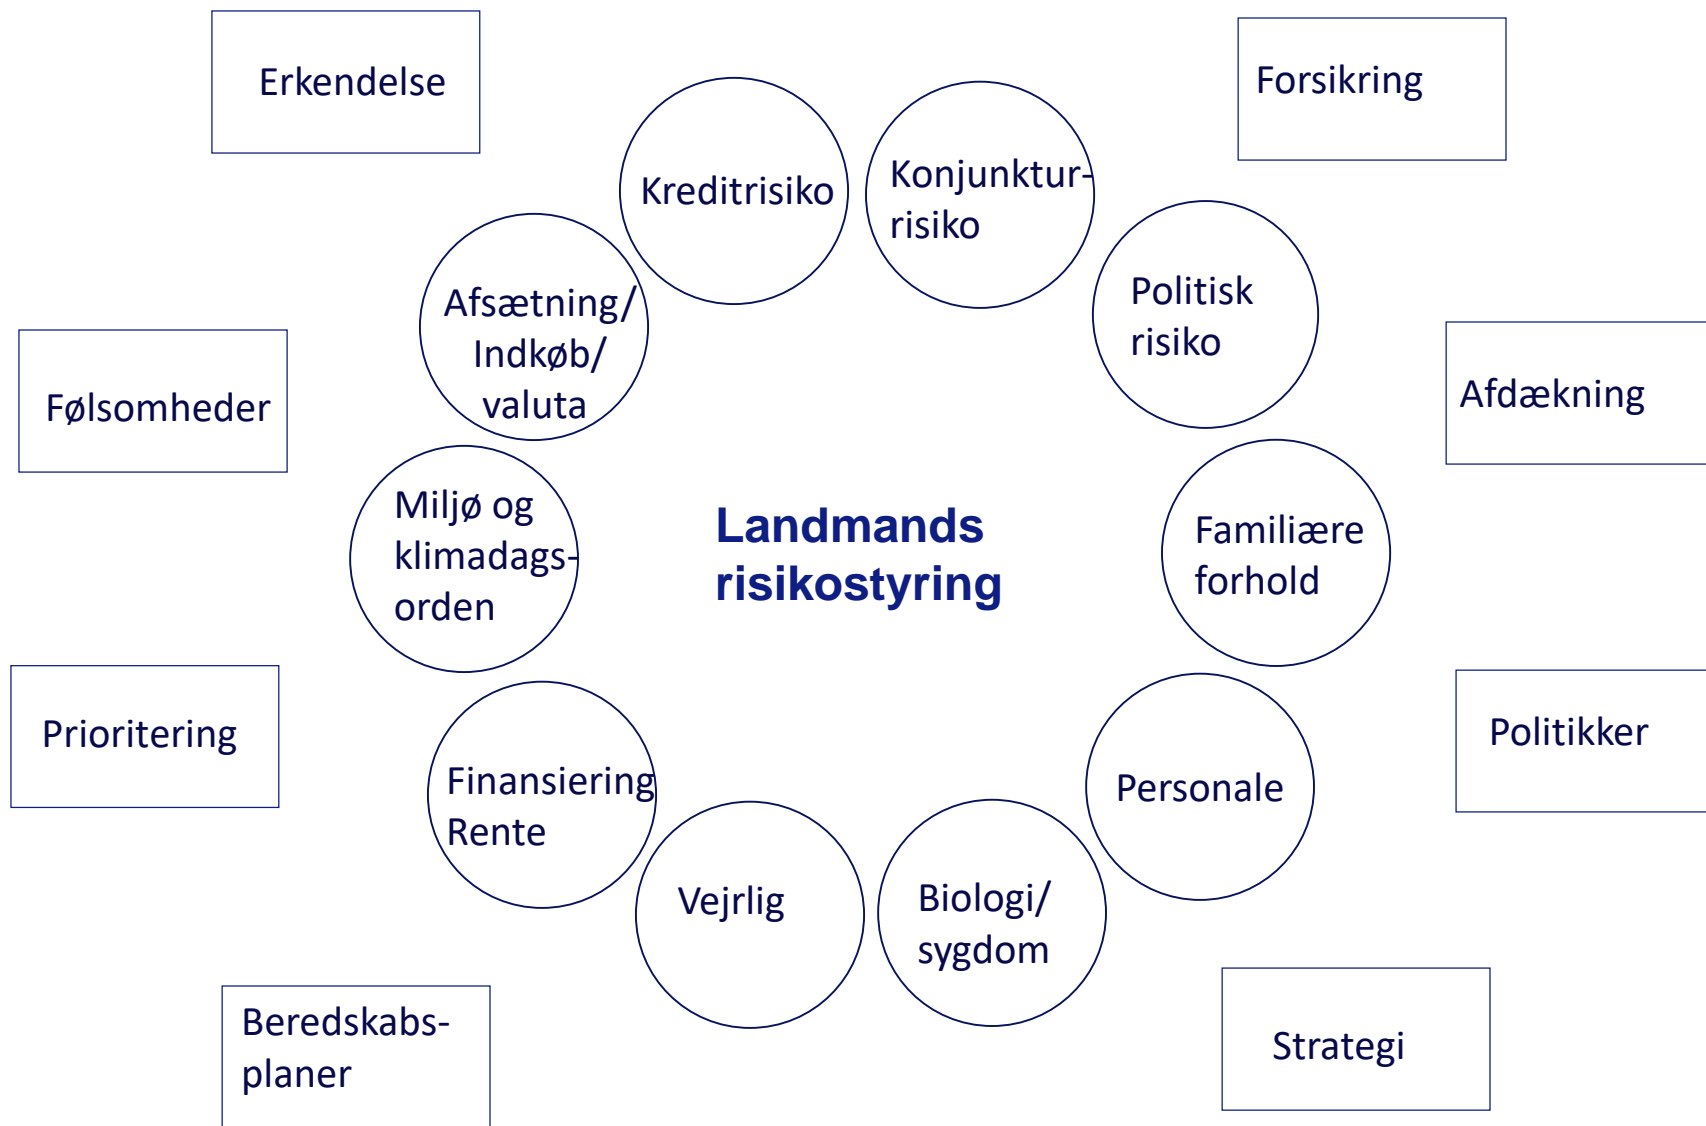 Erkendelse
Forsikring
Kreditrisiko
Konjunktur-
risiko
Afsætning/
Indkøb/
valuta
Politisk
risiko
Følsomheder
Afdækning
Miljø og
klimadags-
orden
Landmands
risikostyring
Familiære
forhold
Prioritering
Politikker
Finansiering
Rente
Personale
Vejrlig
Biologi/
sygdom
Beredskabs-
planer
Strategi